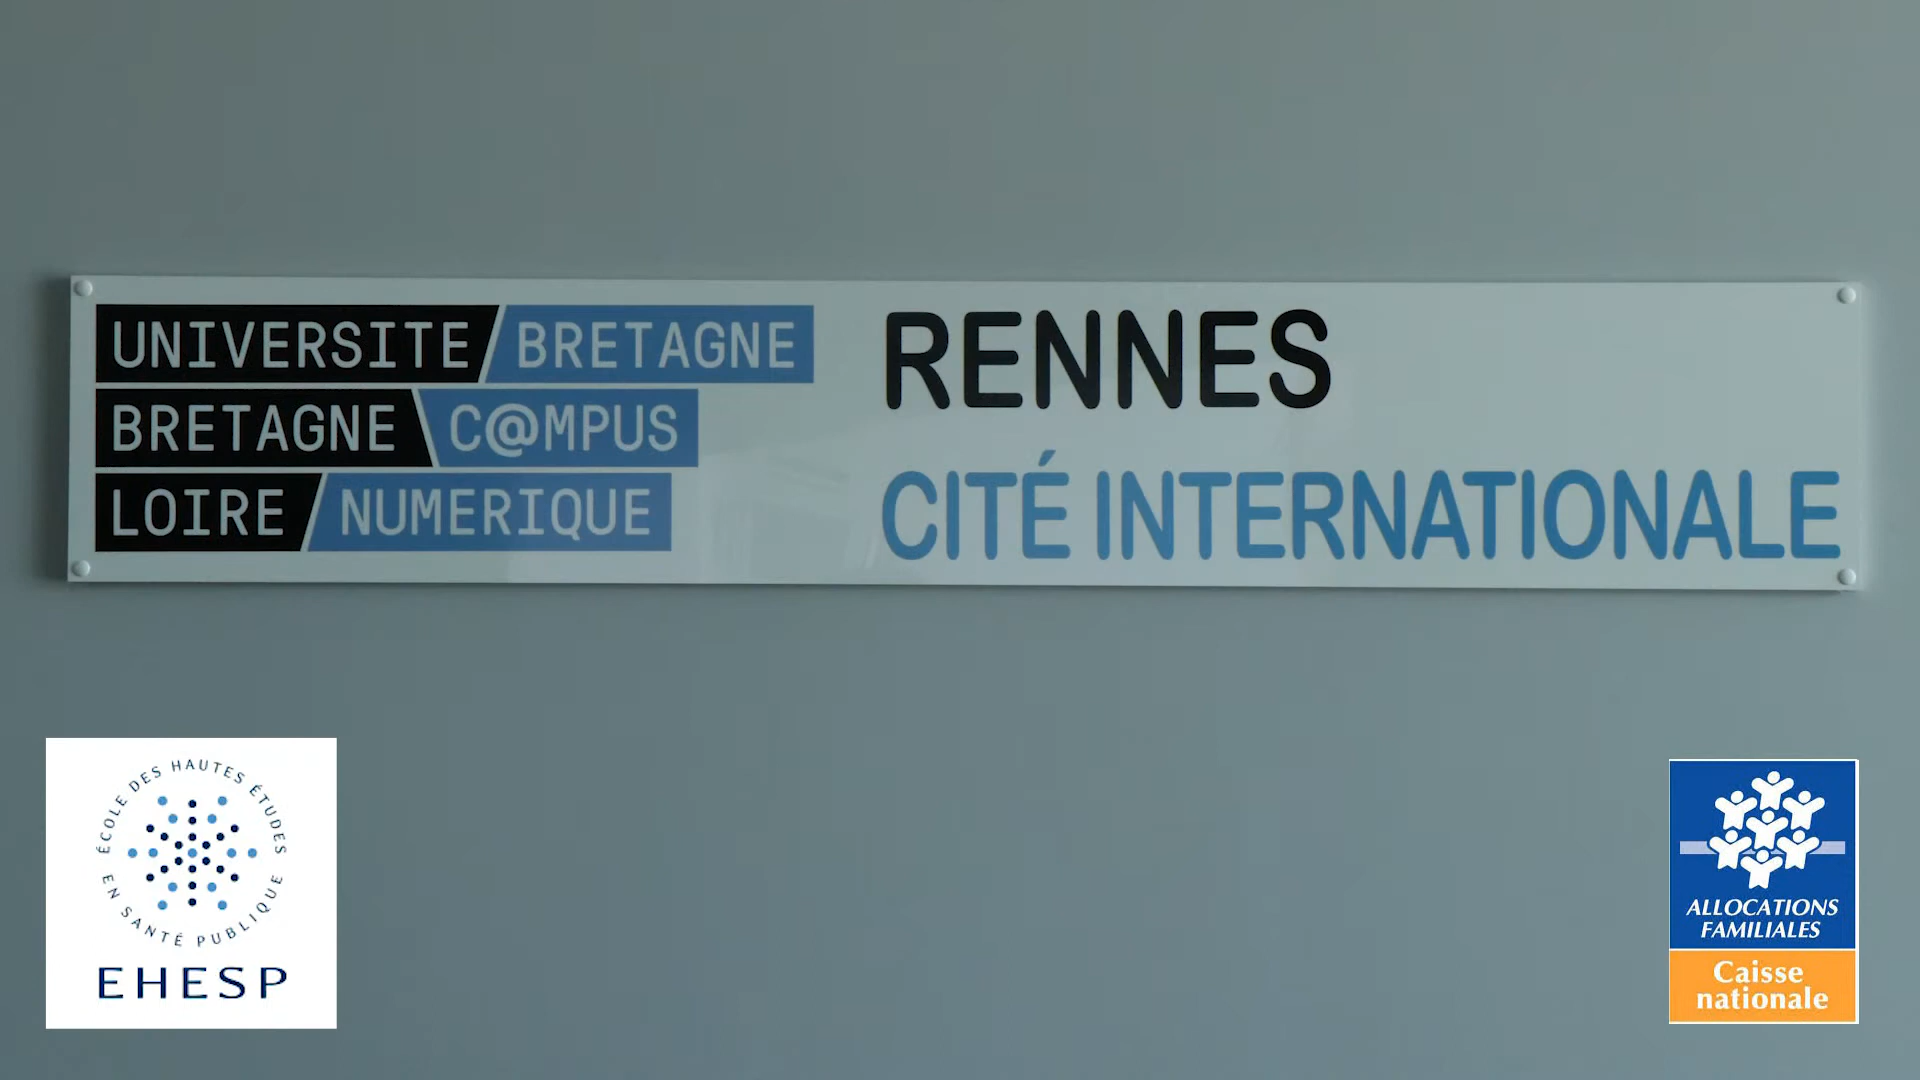 UNIVERSITE BRETAGNE
BRETAGNE C@MPUS
LOIRE NUMERIQUE
RENNES
CITÉ INTERNATIONALE
ÉCOLE DES HAUTES ÉTUDES
EN SANTÉ PUBLIQUE
EHESP
ALLOCATIONS
FAMILIALES
Caisse
nationale